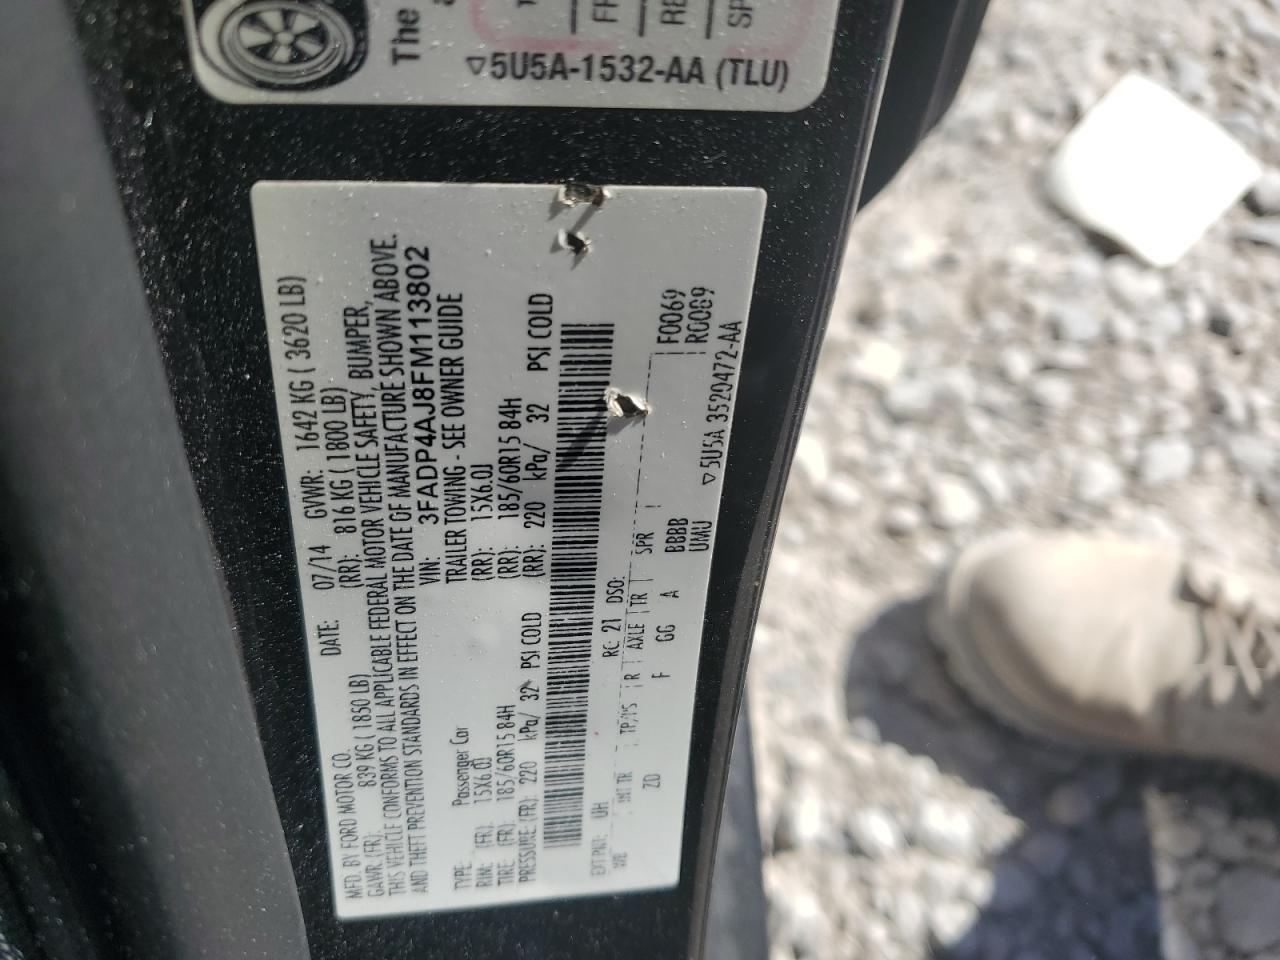 The
5U5A-1532-AA (TLU)
MFD. BY FORD MOTOR CO. DATE: 07/14 GVWR: 1642 KG ( 3620 LB)
GAWR: (FR): 839 KG ( 1850 LB) (RR): 816 KG ( 1800 LB)
THIS VEHICLE CONFORMS TO ALL APPLICABLE FEDERAL MOTOR VEHICLE SAFETY, BUMPER,
AND THEFT PREVENTION STANDARDS IN EFFECT ON THE DATE OF MANUFACTURE SHOWN ABOVE.
VIN: 3FADP4AJ8FM113802
TYPE: Passenger Car TRAILER TOWING - SEE OWNER GUIDE
RIM: (FR): 15X6.0J (RR): 15X6.0J
TIRE: (FR): 185/60R15 84H (RR): 185/60R15 84H
PRESSURE: (FR): 220 kPa/ 32 PSI COLD (RR): 220 kPa/ 32 PSI COLD
EXT PNT: UH RC: 21 DSO:
INT TR TP/PS R AXLE TR SPR F0069
ZD F GG A BBBB
UMU
5U5A 3520472-AA